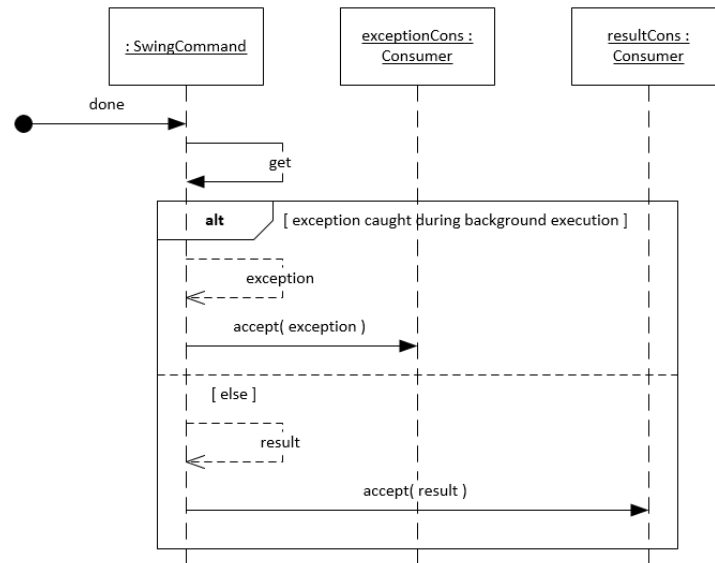 : SwingCommand
exceptionCons :
Consumer
resultCons :
Consumer
done
get
alt
[ exception caught during background execution ]
exception
accept( exception )
[ else ]
result
accept( result )